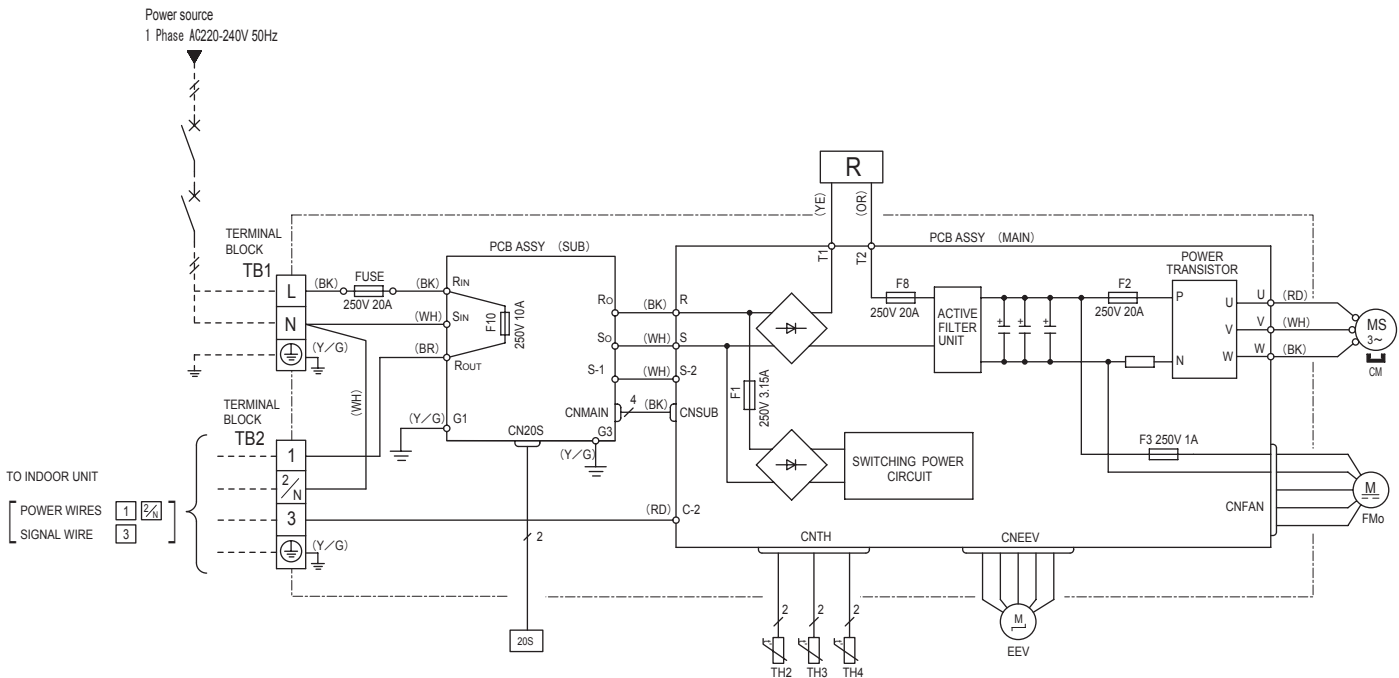 Power source
1 Phase AC220-240V 50Hz
R
(YE)
(OR)
TERMINAL
BLOCK
TB1
PCB ASSY (SUB)
T1
T2
PCB ASSY (MAIN)
POWER
TRANSISTOR
L
(BK)
FUSE
250V 20A
(BK)
RIN
F10
250V 10A
RO
(BK)
R
F8
250V 20A
ACTIVE
FILTER
UNIT
+
+
+
F2
250V 20A
P
U
U
(RD)
N
(WH)
SIN
V
V
(WH)
MS
3~
(Y/G)
SO
(WH)
S
N
W
W
(BK)
CM
(BR)
ROUT
S-1
(WH)
S-2
F1
250V 3.15A
(WH)
TERMINAL
BLOCK
TB2
(Y/G)
G1
CN20S
CNMAIN
4
(BK)
CNSUB
G3
(Y/G)
SWITCHING POWER
CIRCUIT
F3 250V 1A
TO INDOOR UNIT
POWER WIRES 1 2/N
SIGNAL WIRE 3
1
2/N
3
(Y/G)
(RD)
C-2
2
CNFAN
M
FMo
CNTH
CNEEV
2
2
2
20S
TH2
TH3
TH4
M
EEV